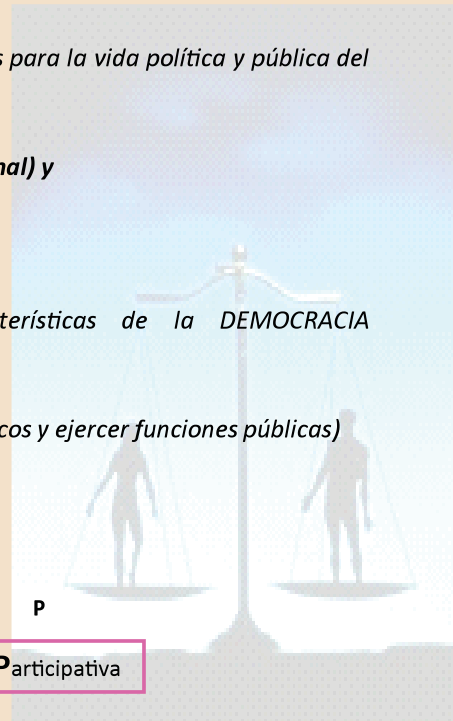 s para la vida política y pública del
nal) y
terísticas de la DEMOCRACIA
cos y ejercer funciones públicas)
P
Participativa